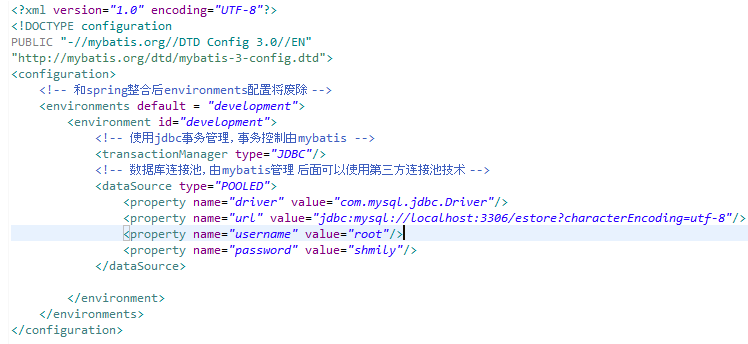 <?xml version="1.0" encoding="UTF-8"?>
<!DOCTYPE configuration
PUBLIC "-//mybatis.org//DTD Config 3.0//EN"
"http://mybatis.org/dtd/mybatis-3-config.dtd">
<configuration>
    <!-- 和spring整合后environments配置将废除 -->
    <environments default = "development">
        <environment id="development">
            <!-- 使用jdbc事务管理,事务控制由mybatis -->
            <transactionManager type="JDBC"/>
            <!-- 数据库连接池,由mybatis管理 后面可以使用第三方连接池技术 -->
            <dataSource type="POOLED">
                <property name="driver" value="com.mysql.jdbc.Driver"/>
                <property name="url" value="jdbc:mysql://localhost:3306/estore?characterEncoding=utf-8"/>
                <property name="username" value="root"/>
                <property name="password" value="shmily"/>
            </dataSource>

        </environment>
    </environments>
</configuration>